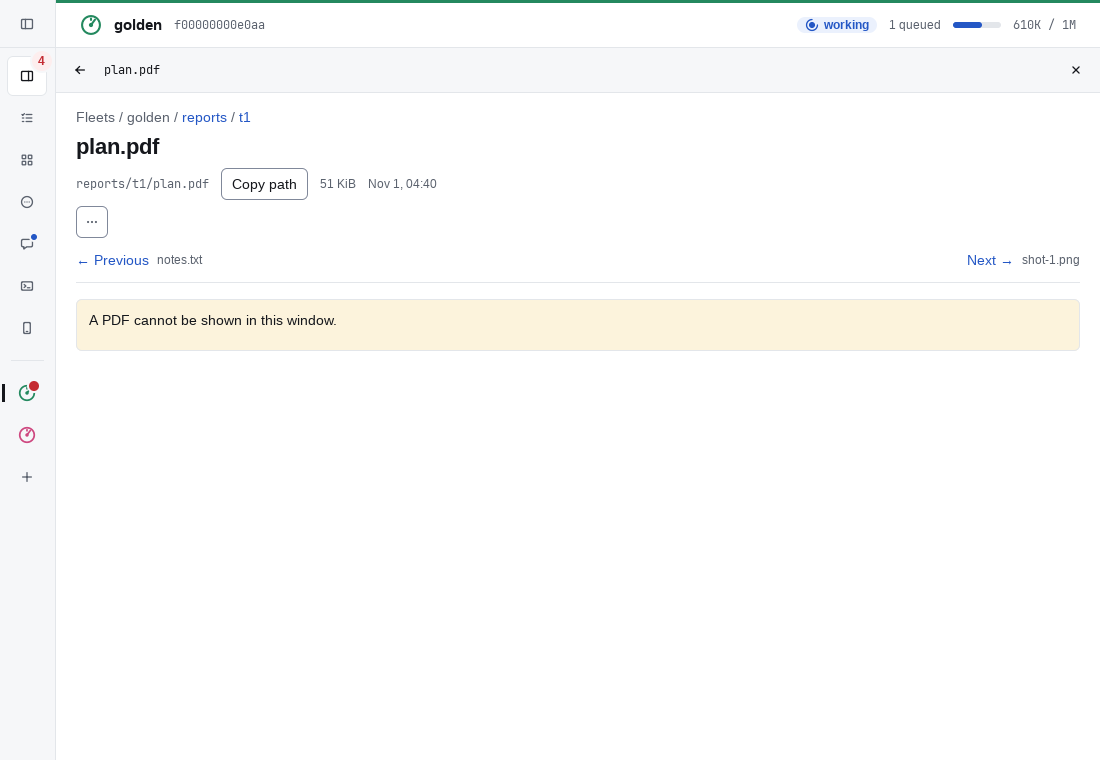 golden f00000000e0aa working 1 queued 610K / 1M
4
plan.pdf
Fleets / golden / reports / t1
plan.pdf
reports/t1/plan.pdf Copy path 51 KiB Nov 1, 04:40
← Previous notes.txt Next → shot-1.png
A PDF cannot be shown in this window.